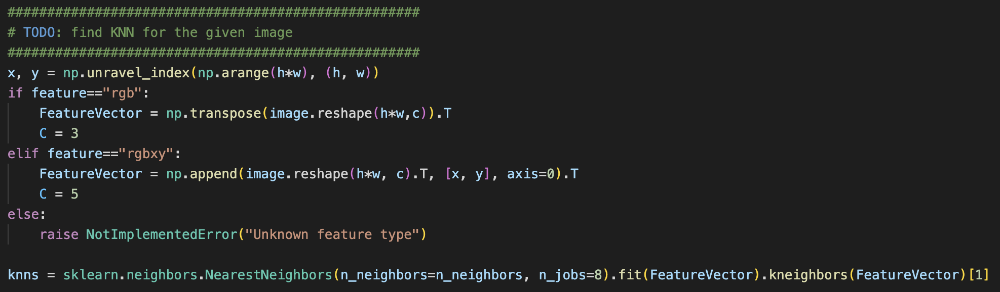 ####################################################
# TODO: find KNN for the given image
####################################################
x, y = np.unravel_index(np.arange(h*w), (h, w))
if feature=="rgb":
    FeatureVector = np.transpose(image.reshape(h*w,c)).T
    C = 3
elif feature=="rgbxy":
    FeatureVector = np.append(image.reshape(h*w, c).T, [x, y], axis=0).T
    C = 5
else:
    raise NotImplementedError("Unknown feature type")

knns = sklearn.neighbors.NearestNeighbors(n_neighbors=n_neighbors, n_jobs=8).fit(FeatureVector).kneighbors(FeatureVector)[1]